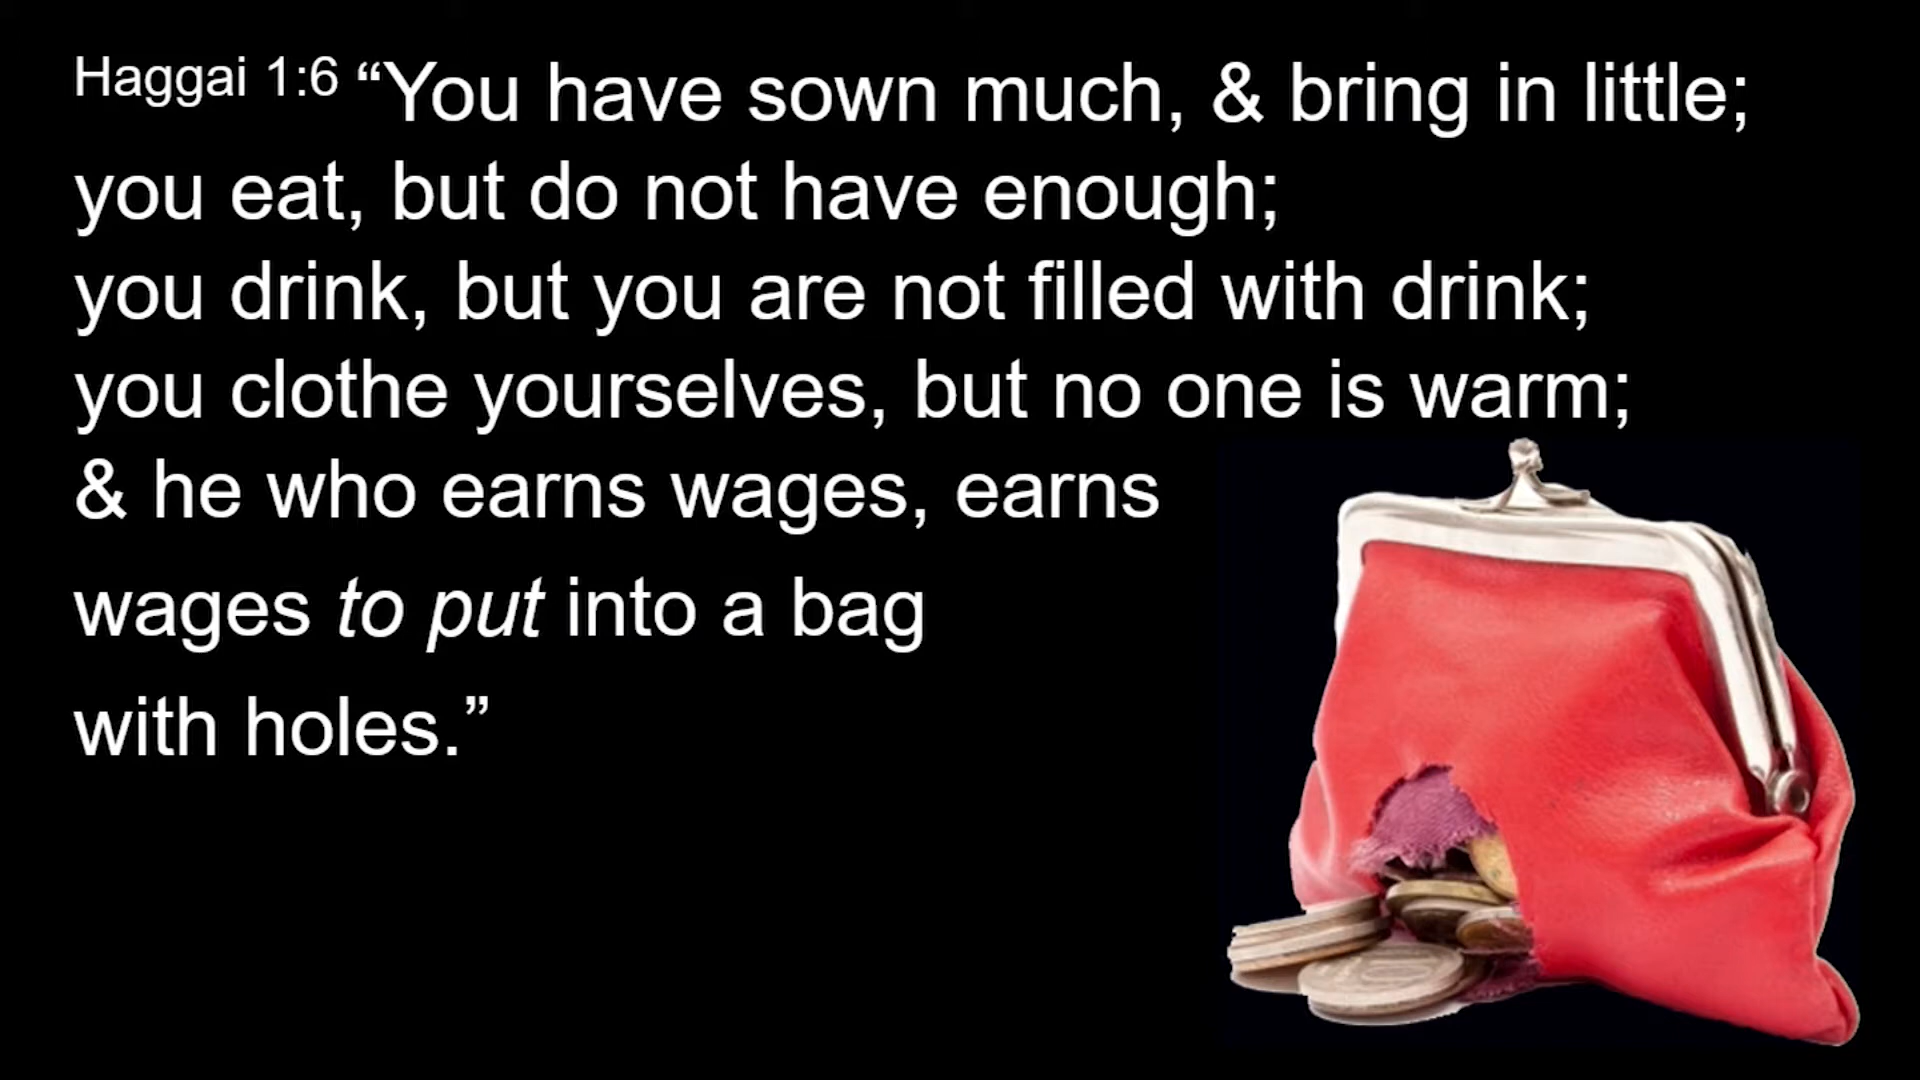 Haggai 1:6 “You have sown much, & bring in little;
you eat, but do not have enough;
you drink, but you are not filled with drink;
you clothe yourselves, but no one is warm;
& he who earns wages, earns
wages to put into a bag
with holes.”
10